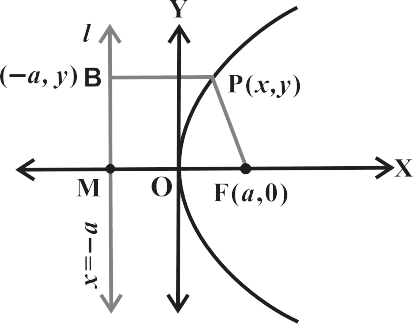 Y
l
(−a, y) B
P(x,y)
X
M
O
F(a,0)
x=−a